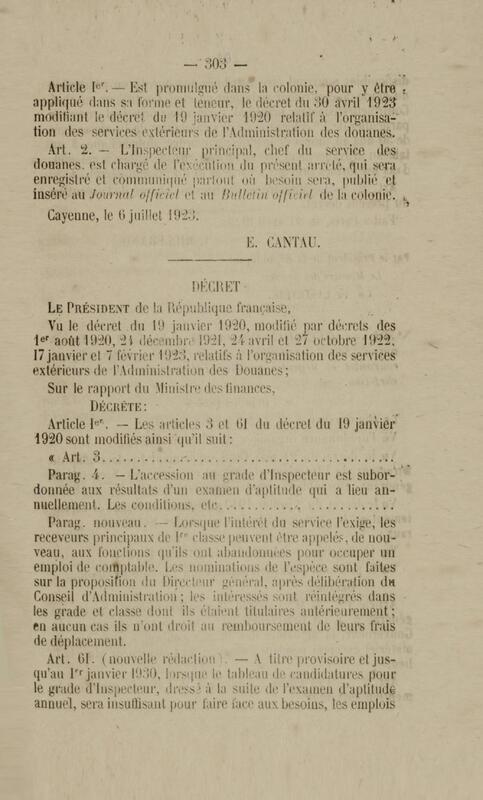 — 303 —
Article Ier. — Est promulgué dans la colonie, pour y être
appliqué dans sa forme et teneur, le décret du 30 avril 1923
modifiant le décret du 19 janvier 1920 relatif à l'organisa-
tion des services extérieurs de l'Administration des douanes.
Art. 2. — L'Inspecteur principal, chef du service des
douanes, est chargé de l'exécution du présent arrêté, qui sera
enregistré et communiqué partout où besoin sera, publié et
inséré au Journal officiel et au Bulletin officiel de la colonie.
Cayenne, le 6 juillet 1923.
E. CANTAU.
DÉCRET
LE PRÉSIDENT de la République française,
Vu le décret du 19 janvier 1920, modifié par décrets des
1er août 1920, 21 décembre 1921, 24 avril et 27 octobre 1922,
17 janvier et 7 février 1923, relatifs à l'organisation des services
extérieurs de l'Administration des Douanes;
Sur le rapport du Ministre des finances,
DÉCRÈTE:
Article Ier. — Les articles 3 et 61 du décret du 19 janvier
1920 sont modifiés ainsi qu'il suit :
« Art. 3..............................................
Parag. 4. — L'accession au grade d'Inspecteur est subor-
donnée aux résultats d'un examen d'aptitude qui a lieu an-
nuellement. Les conditions, etc........................
Parag. nouveau. — Lorsque l'intérêt du service l'exige, les
receveurs principaux de 1re classe peuvent être appelés, de nou-
veau, aux fonctions qu'ils ont abandonnées pour occuper un
emploi de comptable. Les nominations de l'espèce sont faites
sur la proposition du Directeur général, après délibération du
Conseil d'Administration; les intéressés sont réintégrés dans
les grade et classe dont ils étaient titulaires antérieurement;
en aucun cas ils n'ont droit au remboursement de leurs frais
de déplacement.
Art. 61. (nouvelle rédaction). — A titre provisoire et jus-
qu'au 1er janvier 1930, lorsque le tableau de candidatures pour
le grade d'Inspecteur, dressé à la suite de l'examen d'aptitude
annuel, sera insuffisant pour faire face aux besoins, les emplois